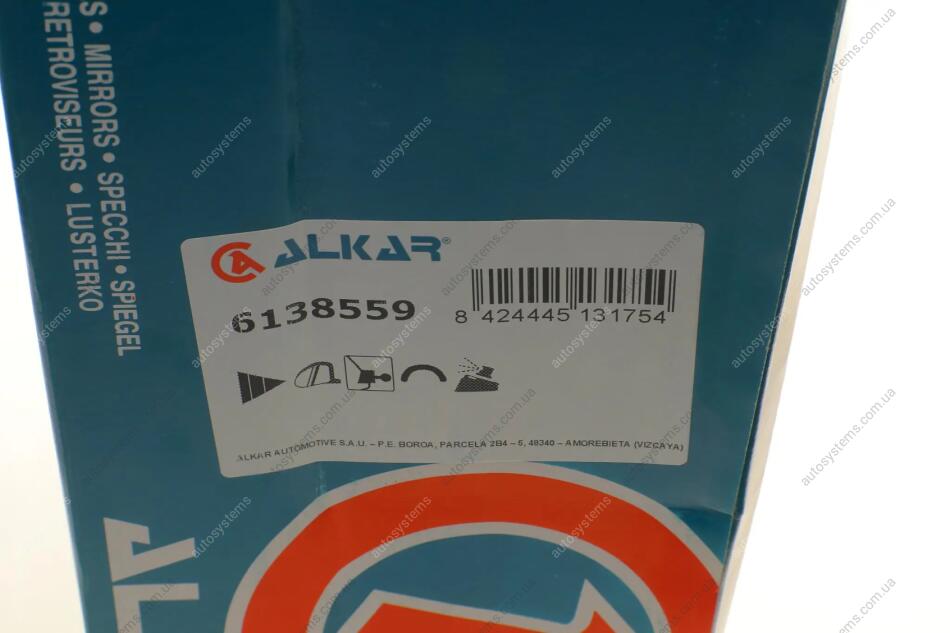 S • MIRRORS • SPECCHI • SPIEGEL
RETROVISEURS • LUSTERKO
ALKAR®
6138559
8 424445 131754
ALKAR AUTOMOTIVE S.A.U. – P.E. BOROA, PARCELA 2B4 – 5, 48340 – AMOREBIETA (VIZCAYA)
autosystems.com.ua
autosystems